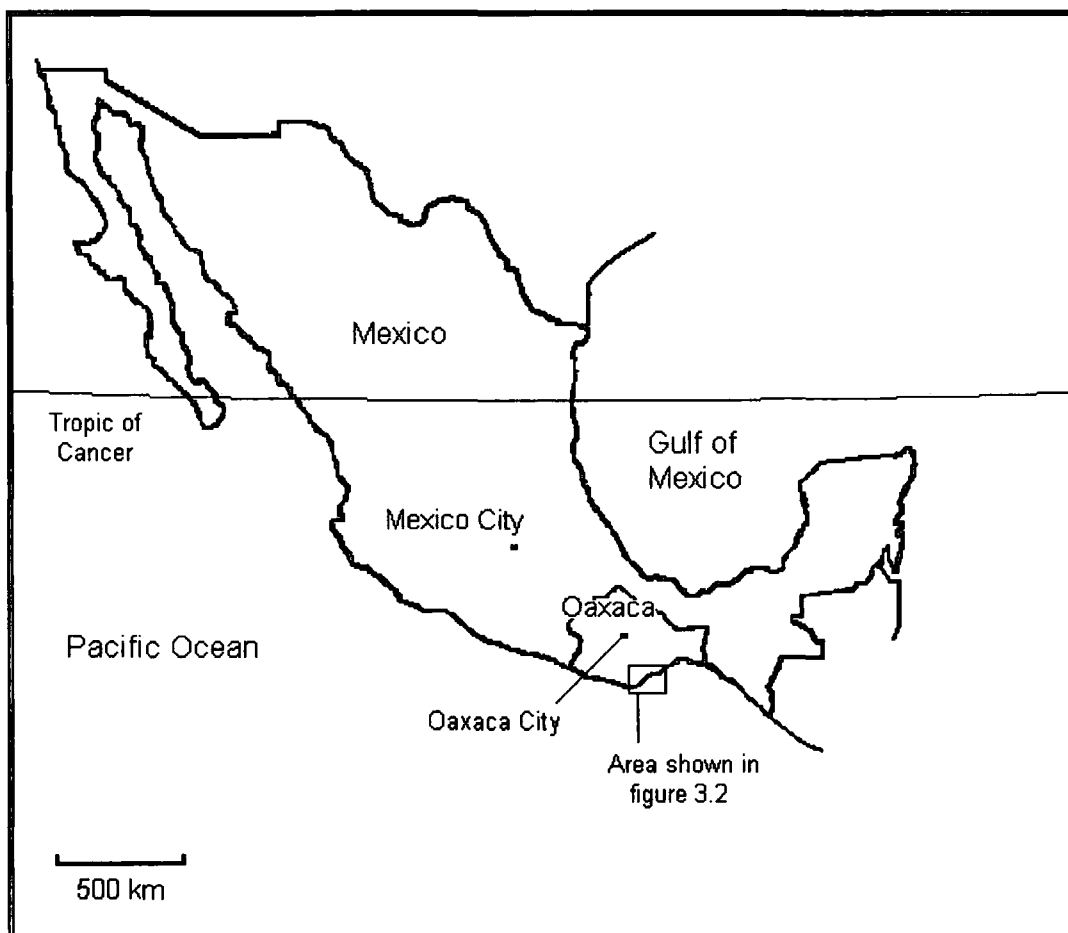 Mexico
Tropic of
Cancer
Gulf of
Mexico
Mexico City
Oaxaca
Pacific Ocean
Oaxaca City
Area shown in
figure 3.2
500 km